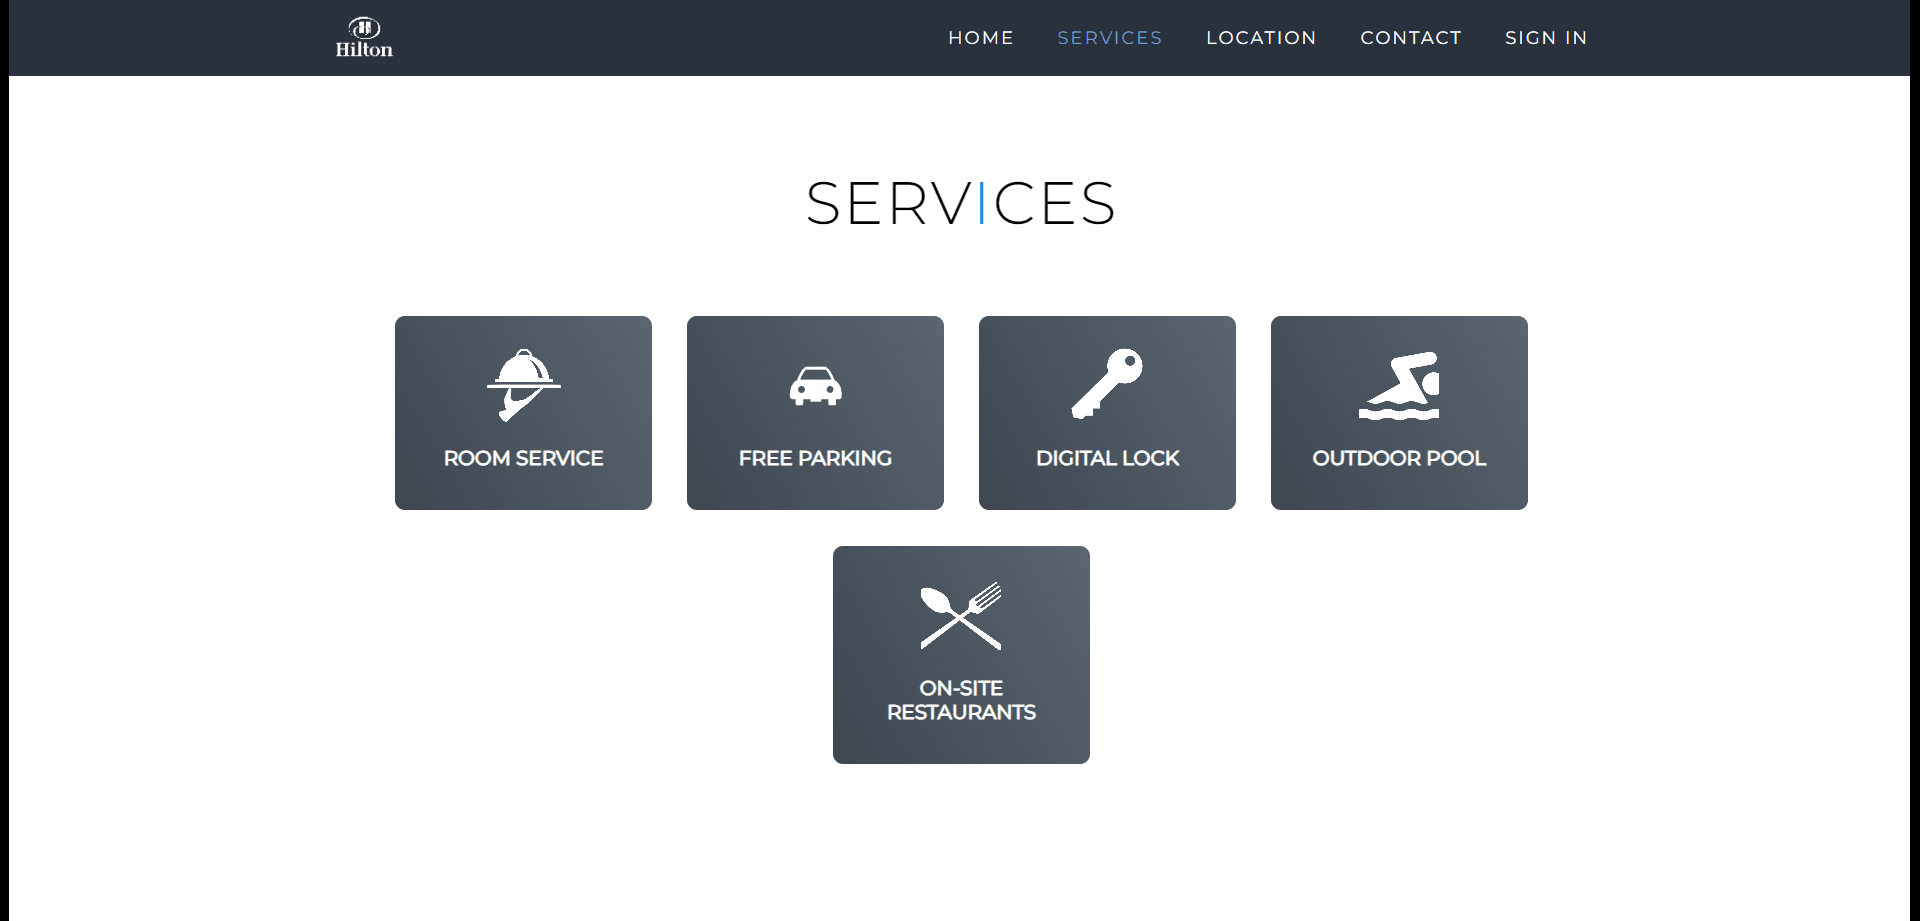 Hilton
HOME SERVICES LOCATION CONTACT SIGN IN
SERVICES
ROOM SERVICE
FREE PARKING
DIGITAL LOCK
OUTDOOR POOL
ON-SITE
RESTAURANTS